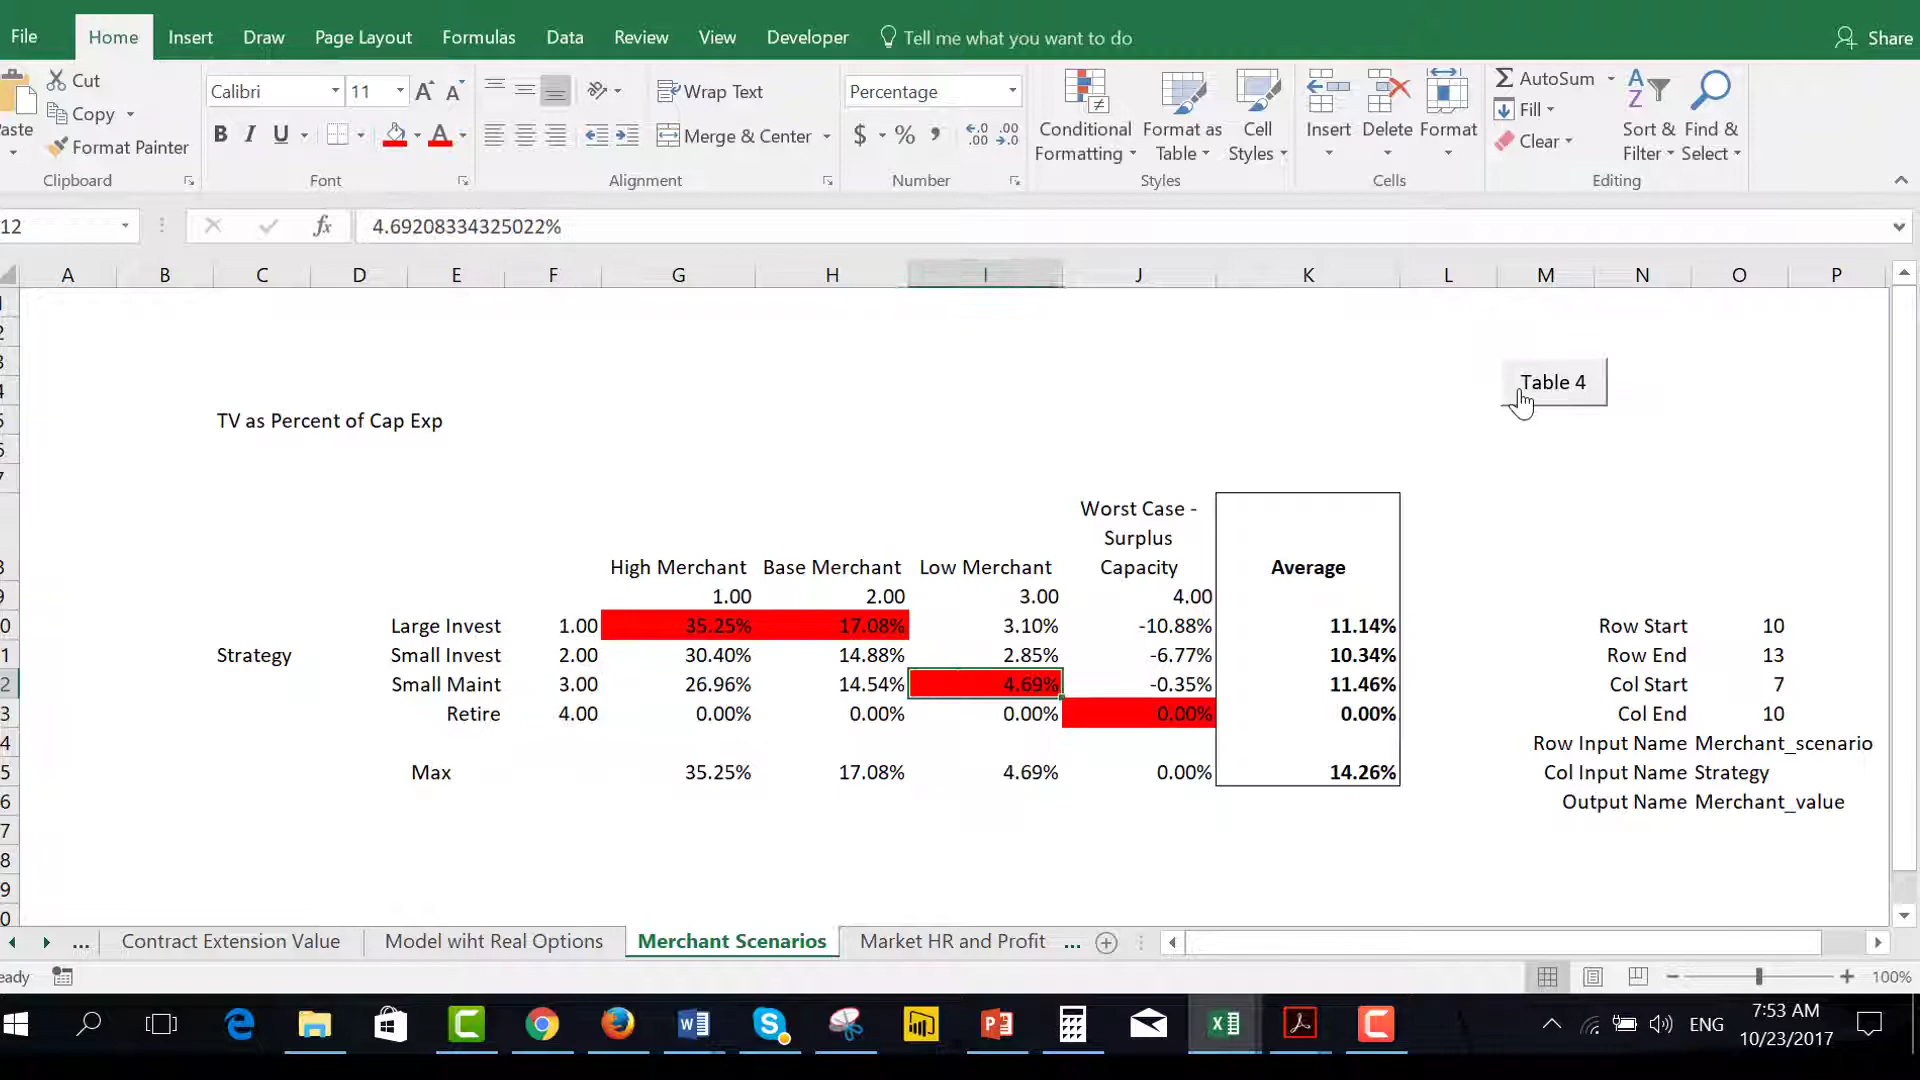 File Home Insert Draw Page Layout Formulas Data Review View Developer Tell me what you want to do Share
Cut
Copy
Format Painter
Clipboard
Calibri 11
B I U
Font
Wrap Text
Merge & Center
Alignment
Percentage
$ % ,
Number
Conditional Formatting
Format as Table
Cell Styles
Styles
Insert Delete Format
Cells
AutoSum
Fill
Clear
Sort & Filter
Find & Select
Editing
12 fx 4.69208334325022%
A B C D E F G H I J K L M N O P
Table 4
TV as Percent of Cap Exp
Worst Case -
Surplus
High Merchant Base Merchant Low Merchant Capacity Average
1.00 2.00 3.00 4.00
Large Invest 1.00 35.25% 17.08% 3.10% -10.88% 11.14% Row Start 10
Strategy Small Invest 2.00 30.40% 14.88% 2.85% -6.77% 10.34% Row End 13
Small Maint 3.00 26.96% 14.54% 4.69% -0.35% 11.46% Col Start 7
Retire 4.00 0.00% 0.00% 0.00% 0.00% 0.00% Col End 10
Row Input Name Merchant_scenario
Max 35.25% 17.08% 4.69% 0.00% 14.26% Col Input Name Strategy
Output Name Merchant_value
... Contract Extension Value Model wiht Real Options Merchant Scenarios Market HR and Profit ...
eady 100%
7:53 AM
ENG
10/23/2017